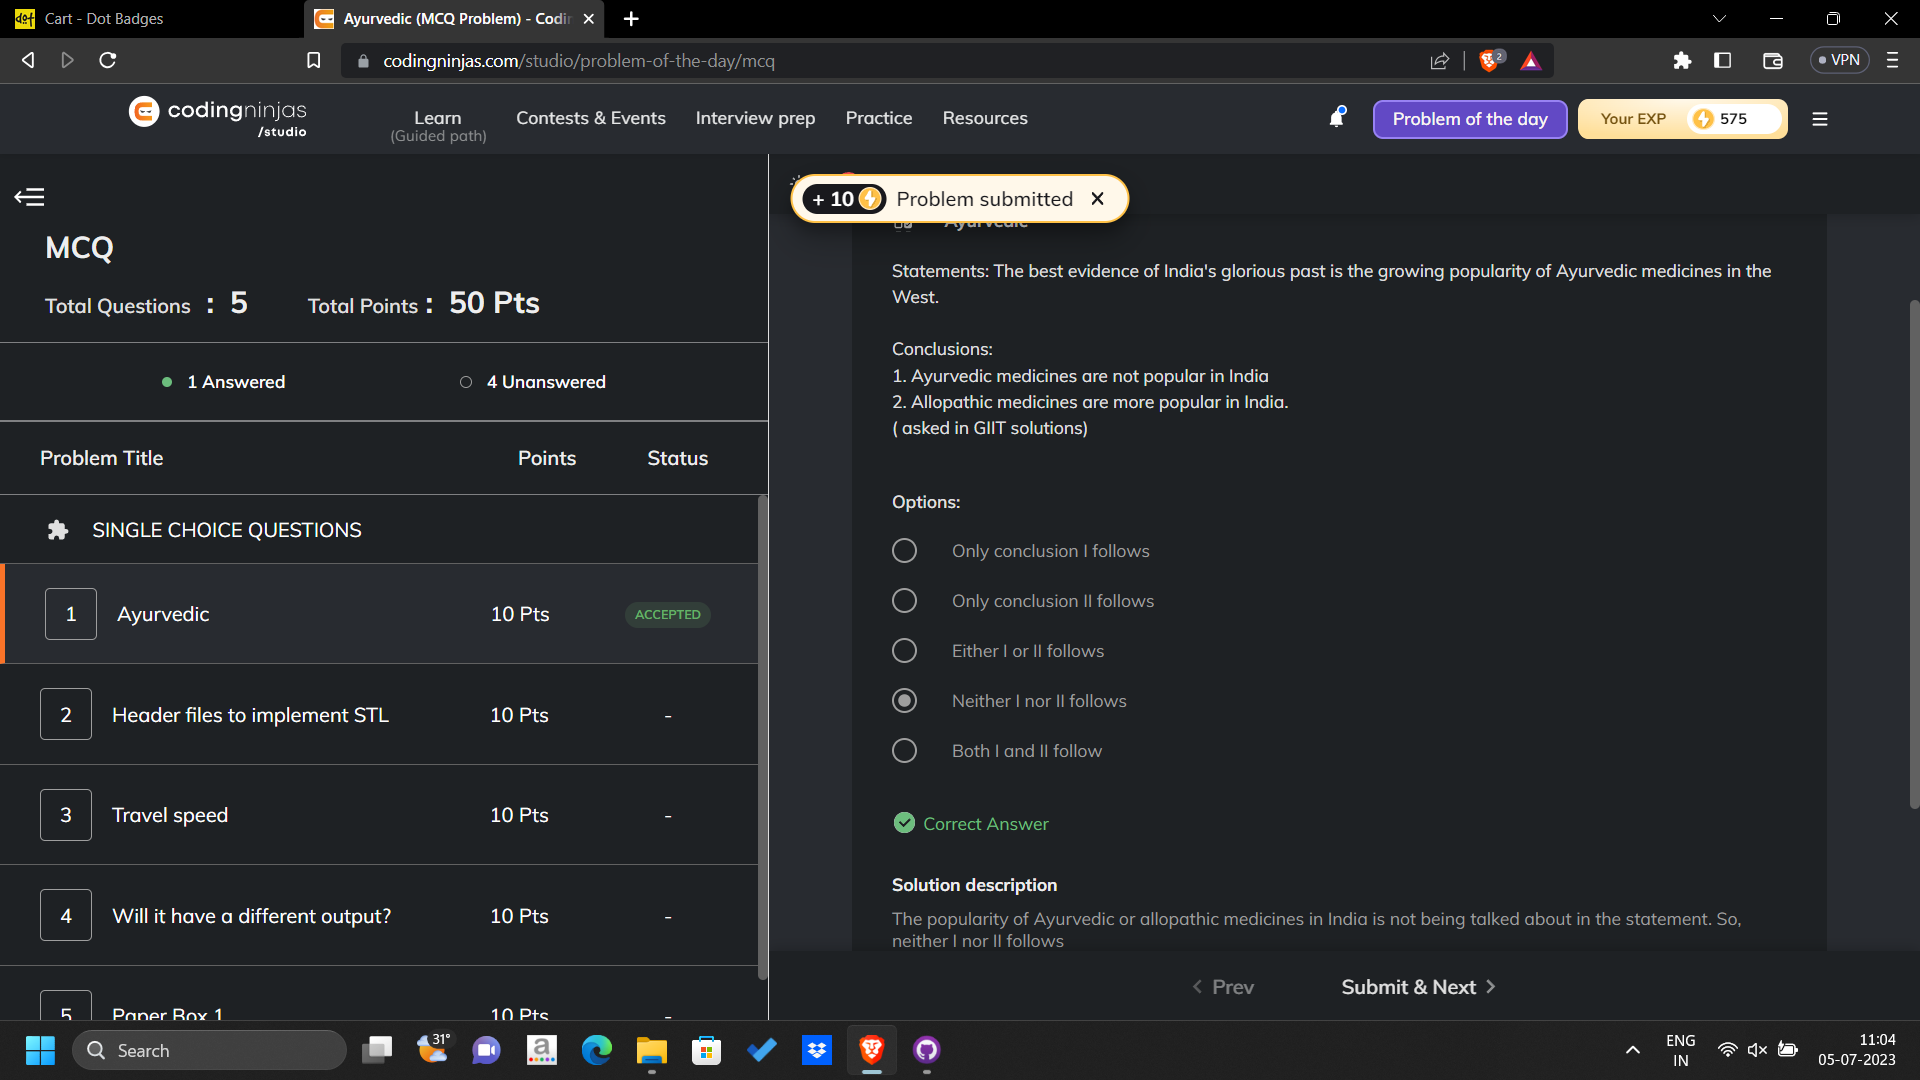 Cart - Dot Badges
Ayurvedic (MCQ Problem) - Codin
codingninjas.com/studio/problem-of-the-day/mcq
2
VPN
codingninjas
/studio
Learn
(Guided path)
Contests & Events
Interview prep
Practice
Resources
Problem of the day
Your EXP
575
+ 10
Problem submitted
MCQ
Total Questions : 5
Total Points : 50 Pts
1 Answered
4 Unanswered
Problem Title
Points
Status
SINGLE CHOICE QUESTIONS
1
Ayurvedic
10 Pts
ACCEPTED
2
Header files to implement STL
10 Pts
-
3
Travel speed
10 Pts
-
4
Will it have a different output?
10 Pts
-
5
Paper Box 1
10 Pts
-
Ayurvedic
Statements: The best evidence of India's glorious past is the growing popularity of Ayurvedic medicines in the
West.
Conclusions:
1. Ayurvedic medicines are not popular in India
2. Allopathic medicines are more popular in India.
( asked in GIIT solutions)
Options:
Only conclusion I follows
Only conclusion II follows
Either I or II follows
Neither I nor II follows
Both I and II follow
Correct Answer
Solution description
The popularity of Ayurvedic or allopathic medicines in India is not being talked about in the statement. So,
neither I nor II follows
Prev
Submit & Next
Search
31°
a
ENG
IN
11:04
05-07-2023